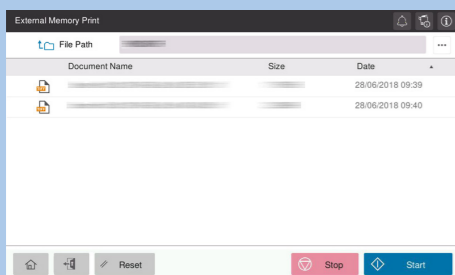 External Memory Print
File Path
Document Name Size Date
28/06/2018 09:39
28/06/2018 09:40
Reset Stop Start